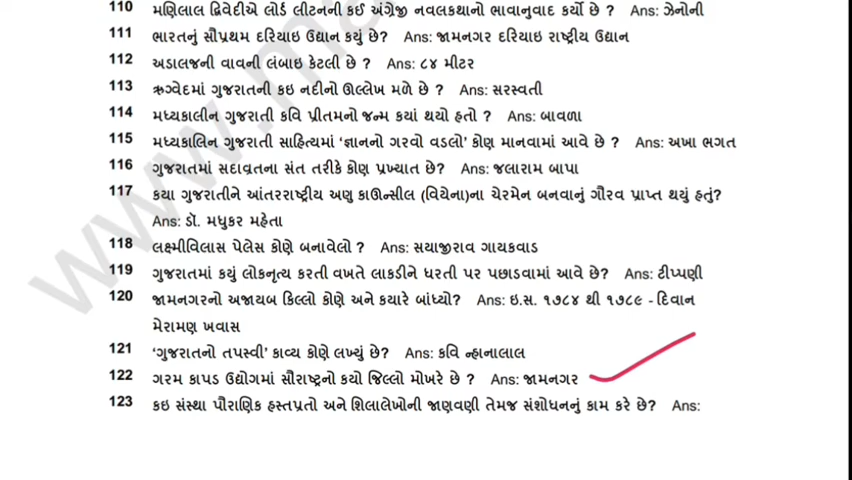 110 મણિલાલ દ્વિવેદીએ લોર્ડ લીટનની કઈ અંગ્રેજી નવલકથાનો ભાવાનુવાદ કર્યો છે ? Ans: ઝેનોની
111 ભારતનું સૌપ્રથમ દરિયાઇ ઉદ્યાન કયું છે? Ans: જામનગર દરિયાઇ રાષ્ટ્રીય ઉદ્યાન
112 અડાલજની વાવની લંબાઇ કેટલી છે ? Ans: ૮૪ મીટર
113 ઋગ્વેદમાં ગુજરાતની કઇ નદીનો ઊલ્લેખ મળે છે ? Ans: સરસ્વતી
114 મધ્યકાલીન ગુજરાતી કવિ પ્રીતમનો જન્મ કયાં થયો હતો ? Ans: બાવળા
115 મધ્યકાલિન ગુજરાતી સાહિત્યમાં ‘જ્ઞાનનો ગરવો વડલો’ કોણ માનવામાં આવે છે ? Ans: અખા ભગત
116 ગુજરાતમાં સદાવ્રતના સંત તરીકે કોણ પ્રખ્યાત છે? Ans: જલારામ બાપા
117 કયા ગુજરાતીને આંતરરાષ્ટ્રીય અણુ કાઊન્સીલ (વિયેના)ના ચેરમેન બનવાનું ગૌરવ પ્રાપ્ત થયું હતું?
Ans: ડૉ. મધુકર મહેતા
118 લક્ષ્મીવિલાસ પેલેસ કોણે બનાવેલો ? Ans: સયાજીરાવ ગાયકવાડ
119 ગુજરાતમાં કયું લોકનૃત્ય કરતી વખતે લાકડીને ધરતી પર પછાડવામાં આવે છે? Ans: ટીપ્પણી
120 જામનગરનો અજાયબ કિલ્લો કોણે અને કયારે બાંધ્યો? Ans: ઇ.સ. ૧૭૮૪ થી ૧૭૮૯ - દિવાન
મેરામણ ખવાસ
121 ‘ગુજરાતનો તપસ્વી’ કાવ્ય કોણે લખ્યું છે? Ans: કવિ ન્હાનાલાલ
122 ગરમ કાપડ ઉદ્યોગમાં સૌરાષ્ટ્રનો કયો જિલ્લો મોખરે છે ? Ans: જામનગર
123 કઇ સંસ્થા પૌરાણિક હસ્તપ્રતો અને શિલાલેખોની જાણવણી તેમજ સંશોધનનું કામ કરે છે? Ans:
www.ma